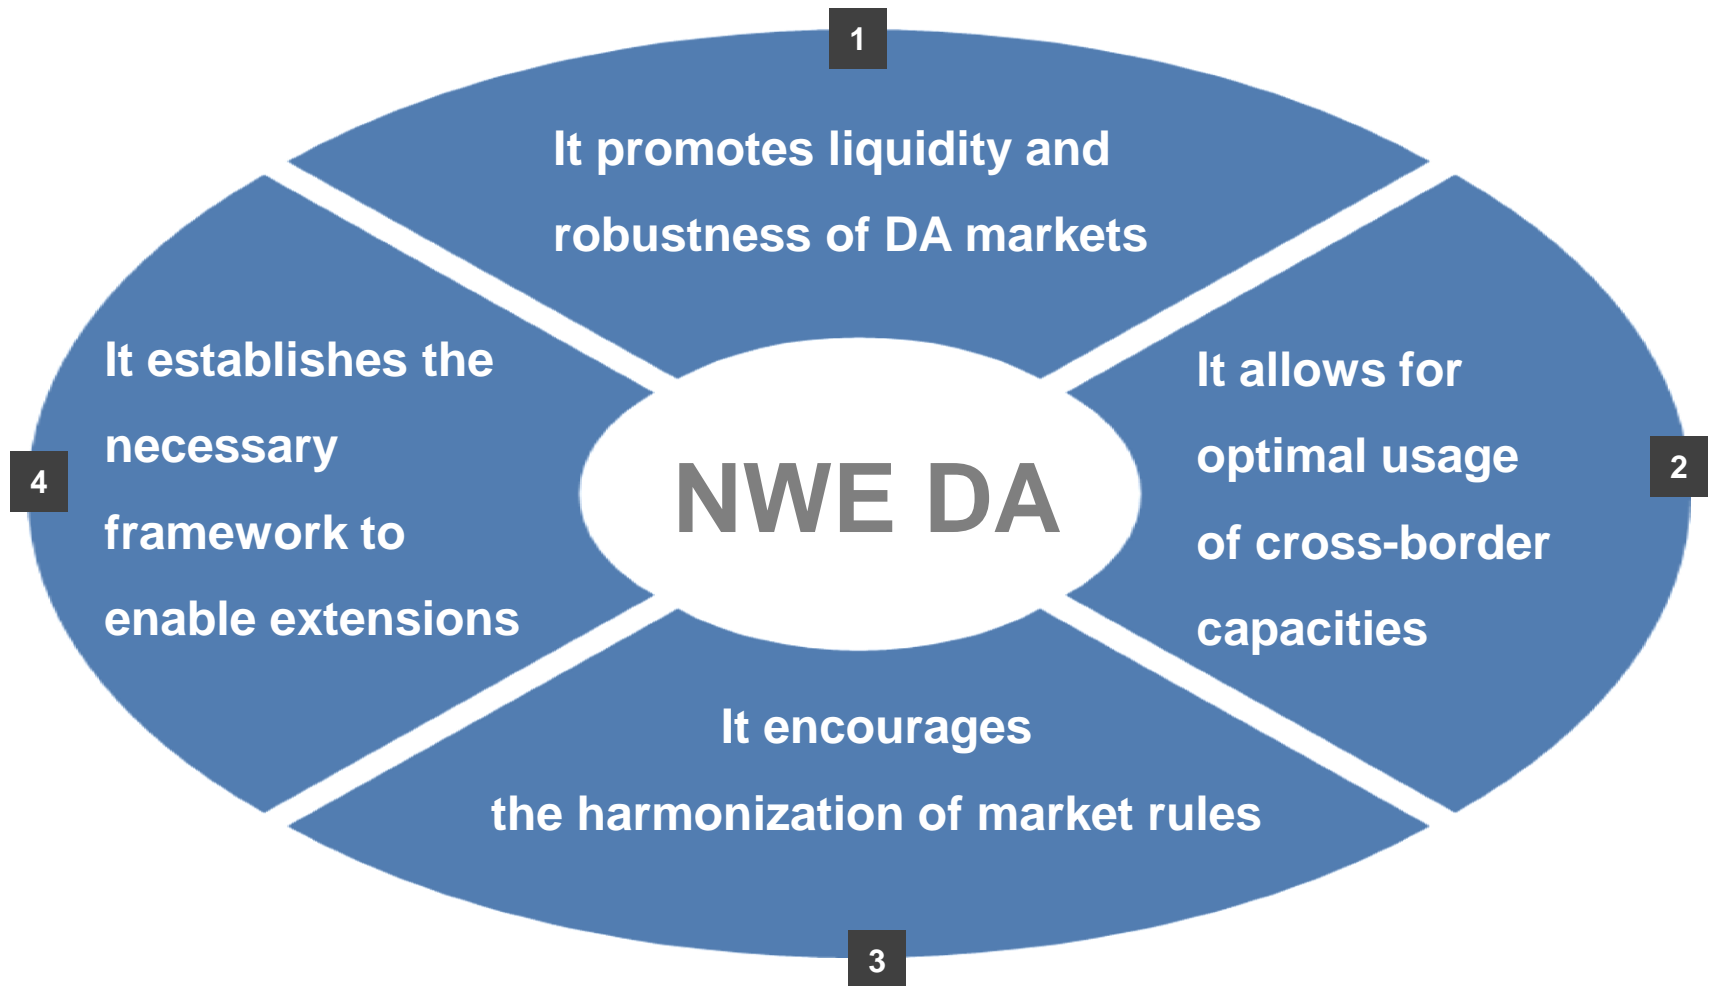 1
It promotes liquidity and
robustness of DA markets
It allows for
optimal usage
of cross-border
capacities
2
It encourages
the harmonization of market rules
3
It establishes the
necessary
framework to
enable extensions
4
NWE DA